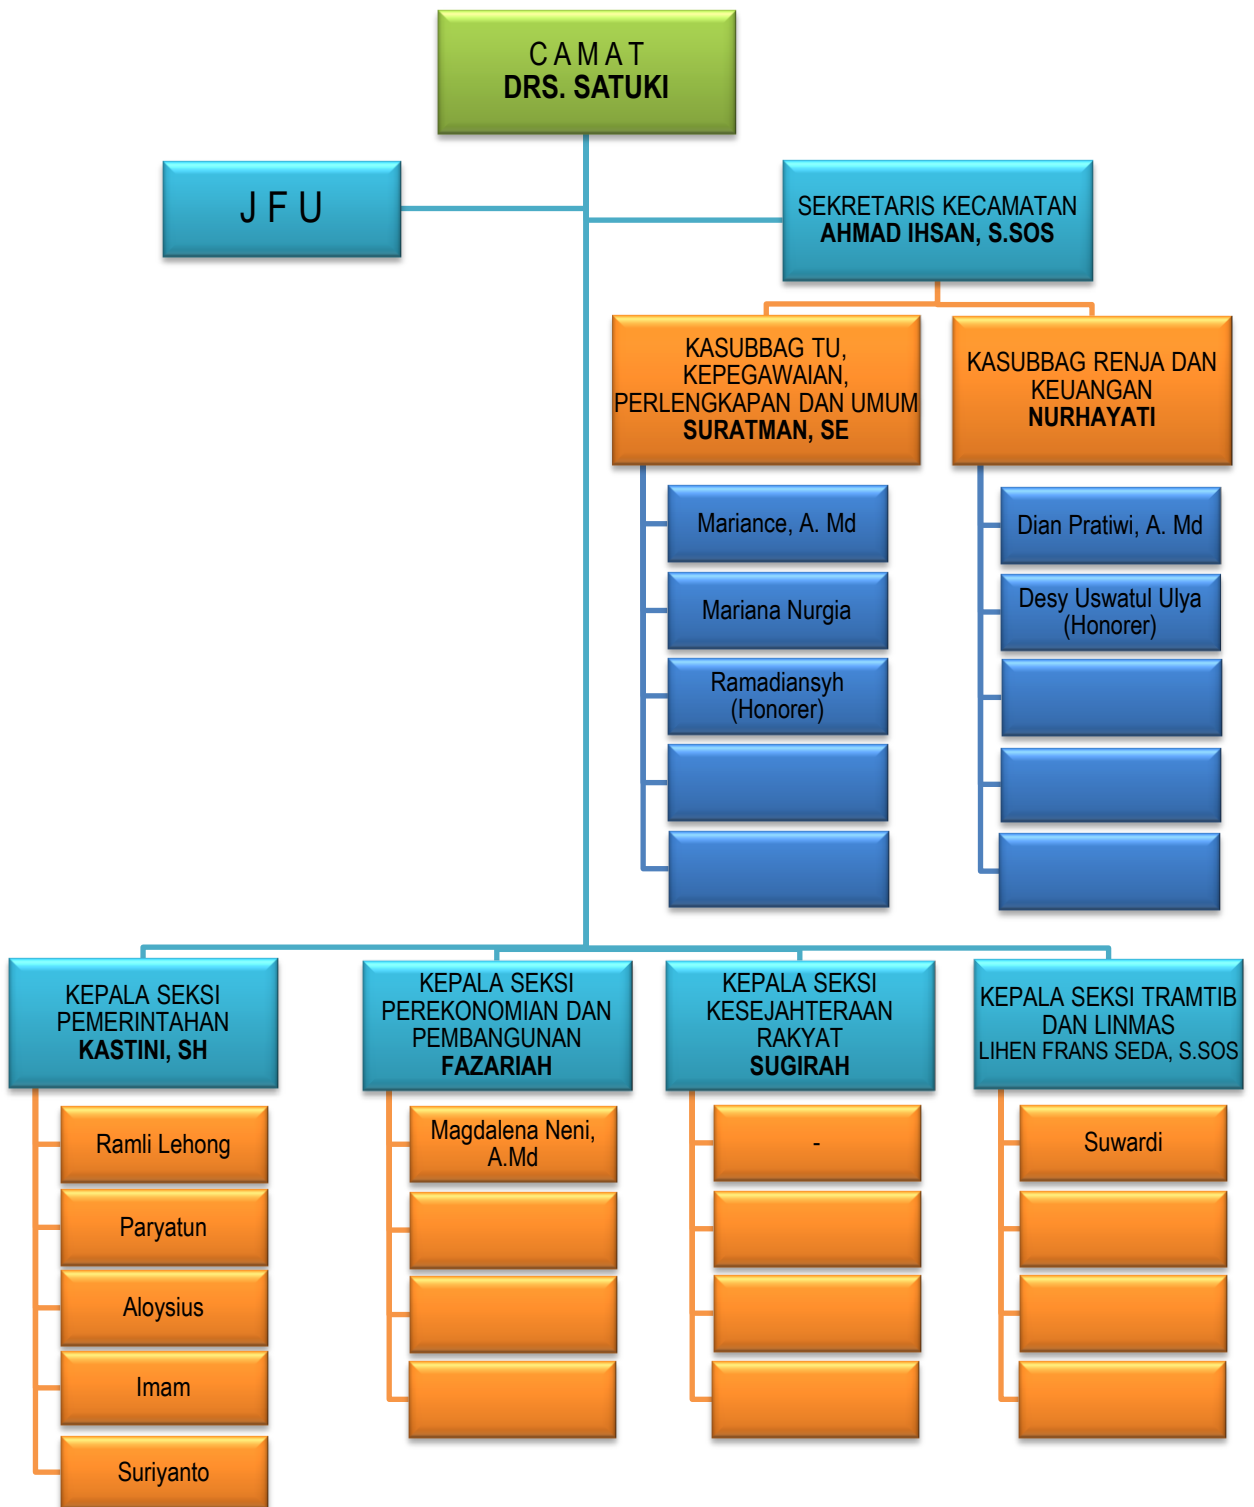 C A M A T
DRS. SATUKI
J F U
SEKRETARIS KECAMATAN
AHMAD IHSAN, S.SOS
KASUBBAG TU,
KEPEGAWAIAN,
PERLENGKAPAN DAN UMUM
SURATMAN, SE
KASUBBAG RENJA DAN
KEUANGAN
NURHAYATI
Mariance, A. Md
Mariana Nurgia
Ramadiansyh
(Honorer)
Dian Pratiwi, A. Md
Desy Uswatul Ulya
(Honorer)
KEPALA SEKSI
PEMERINTAHAN
KASTINI, SH
Ramli Lehong
Paryatun
Aloysius
Imam
Suriyanto
KEPALA SEKSI
PEREKONOMIAN DAN
PEMBANGUNAN
FAZARIAH
Magdalena Neni,
A.Md
KEPALA SEKSI
KESEJAHTERAAN
RAKYAT
SUGIRAH
-
KEPALA SEKSI TRAMTIB
DAN LINMAS
LIHEN FRANS SEDA, S.SOS
Suwardi